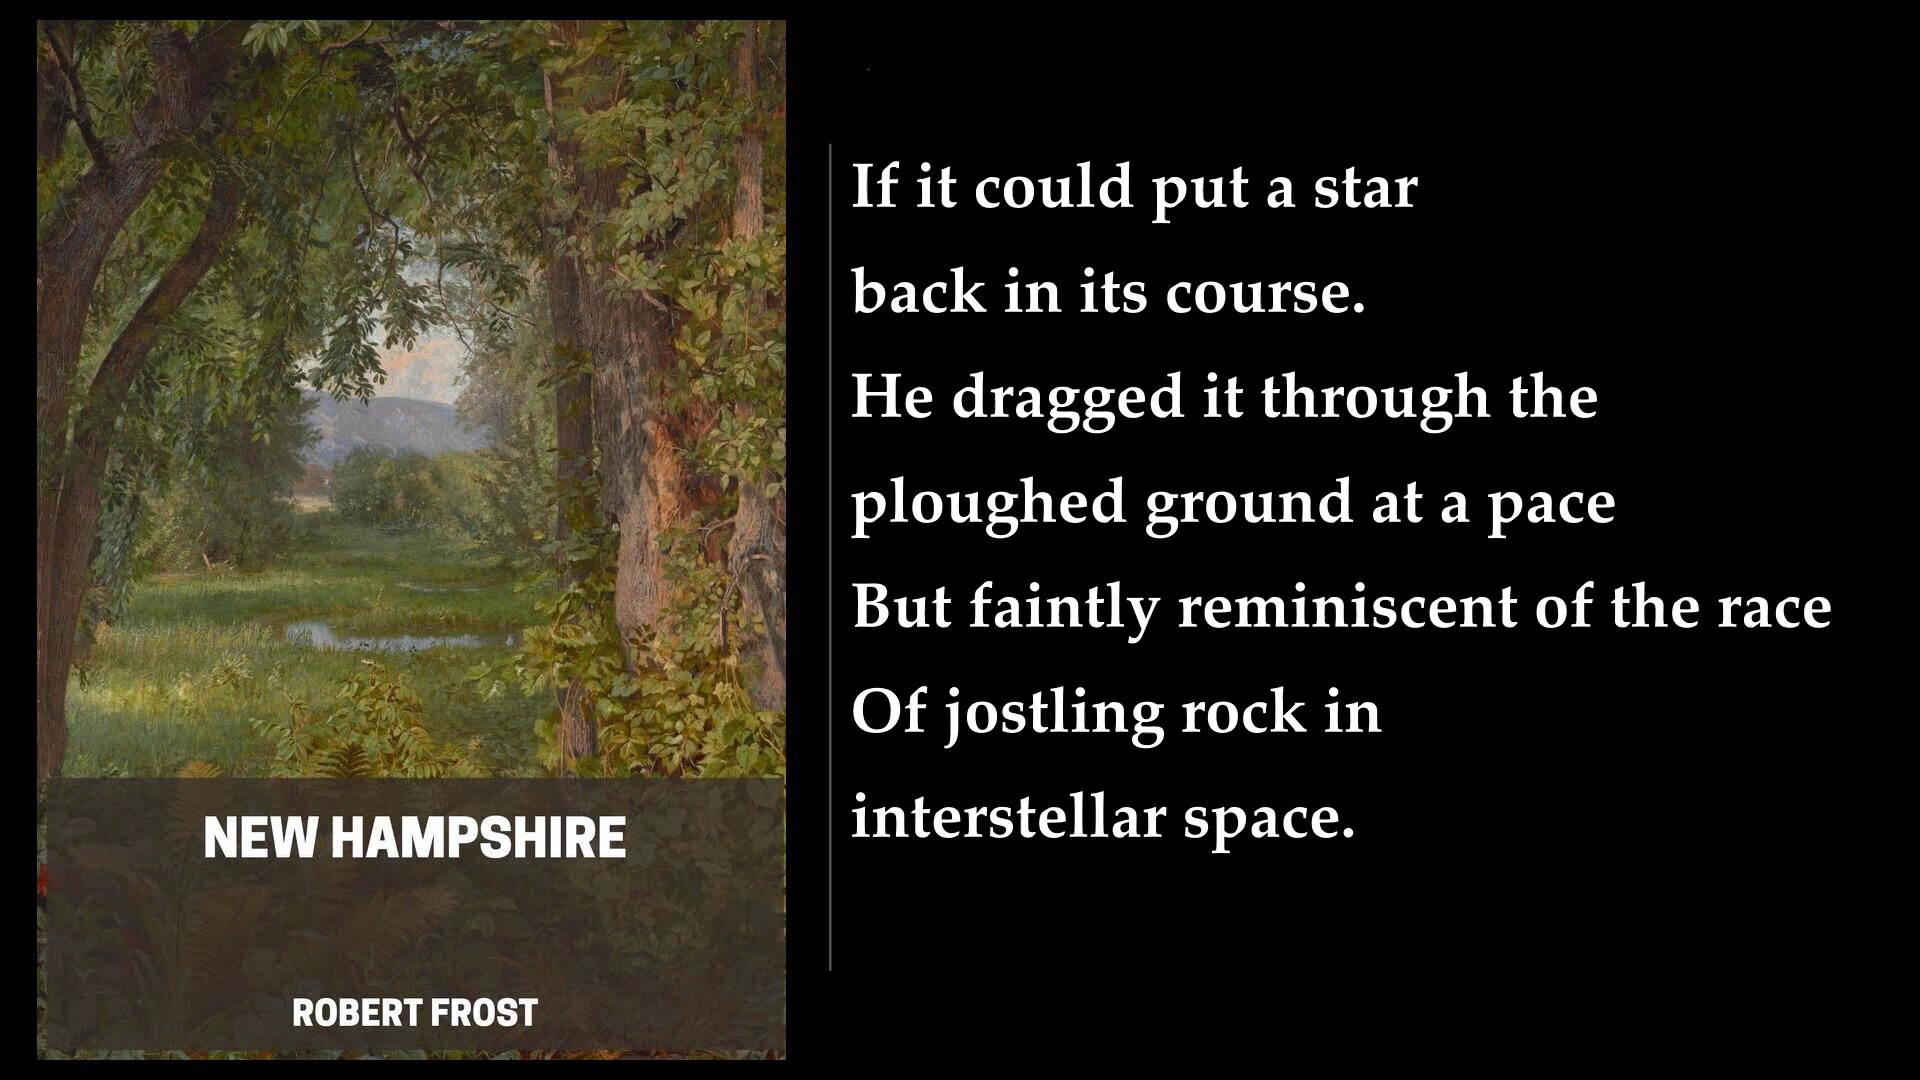 NEW HAMPSHIRE
ROBERT FROST
If it could put a star
back in its course.
He dragged it through the
ploughed ground at a pace
But faintly reminiscent of the race
Of jostling rock in
interstellar space.